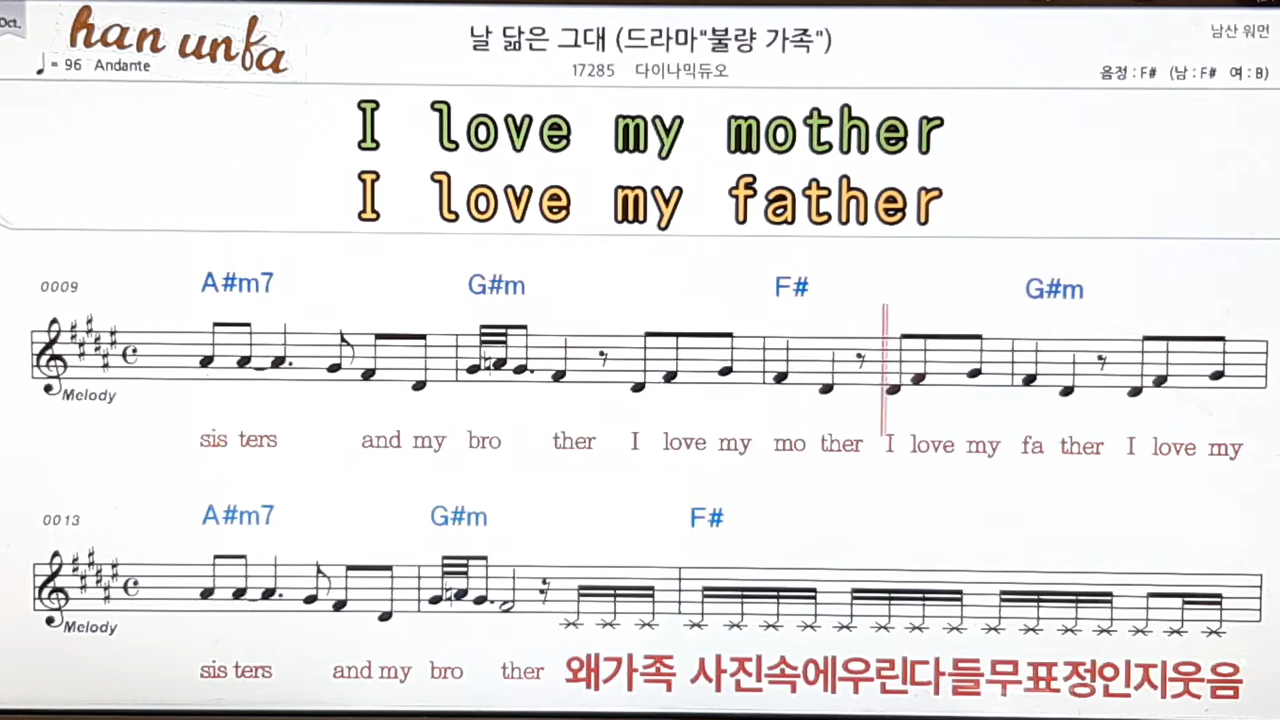 Oct.
han unfa
♩= 96 Andante
날 닮은 그대 (드라마"불량 가족")
17285 다이나믹듀오
남산 워먼
음정 : F# (남 : F# 여 : B)
I love my mother
I love my father
0009 A#m7 G#m F# G#m
Melody
sis ters and my bro ther I love my mo ther I love my fa ther I love my
0013 A#m7 G#m F#
Melody
sis ters and my bro ther 왜가족 사진속에우린다들무표정인지웃음